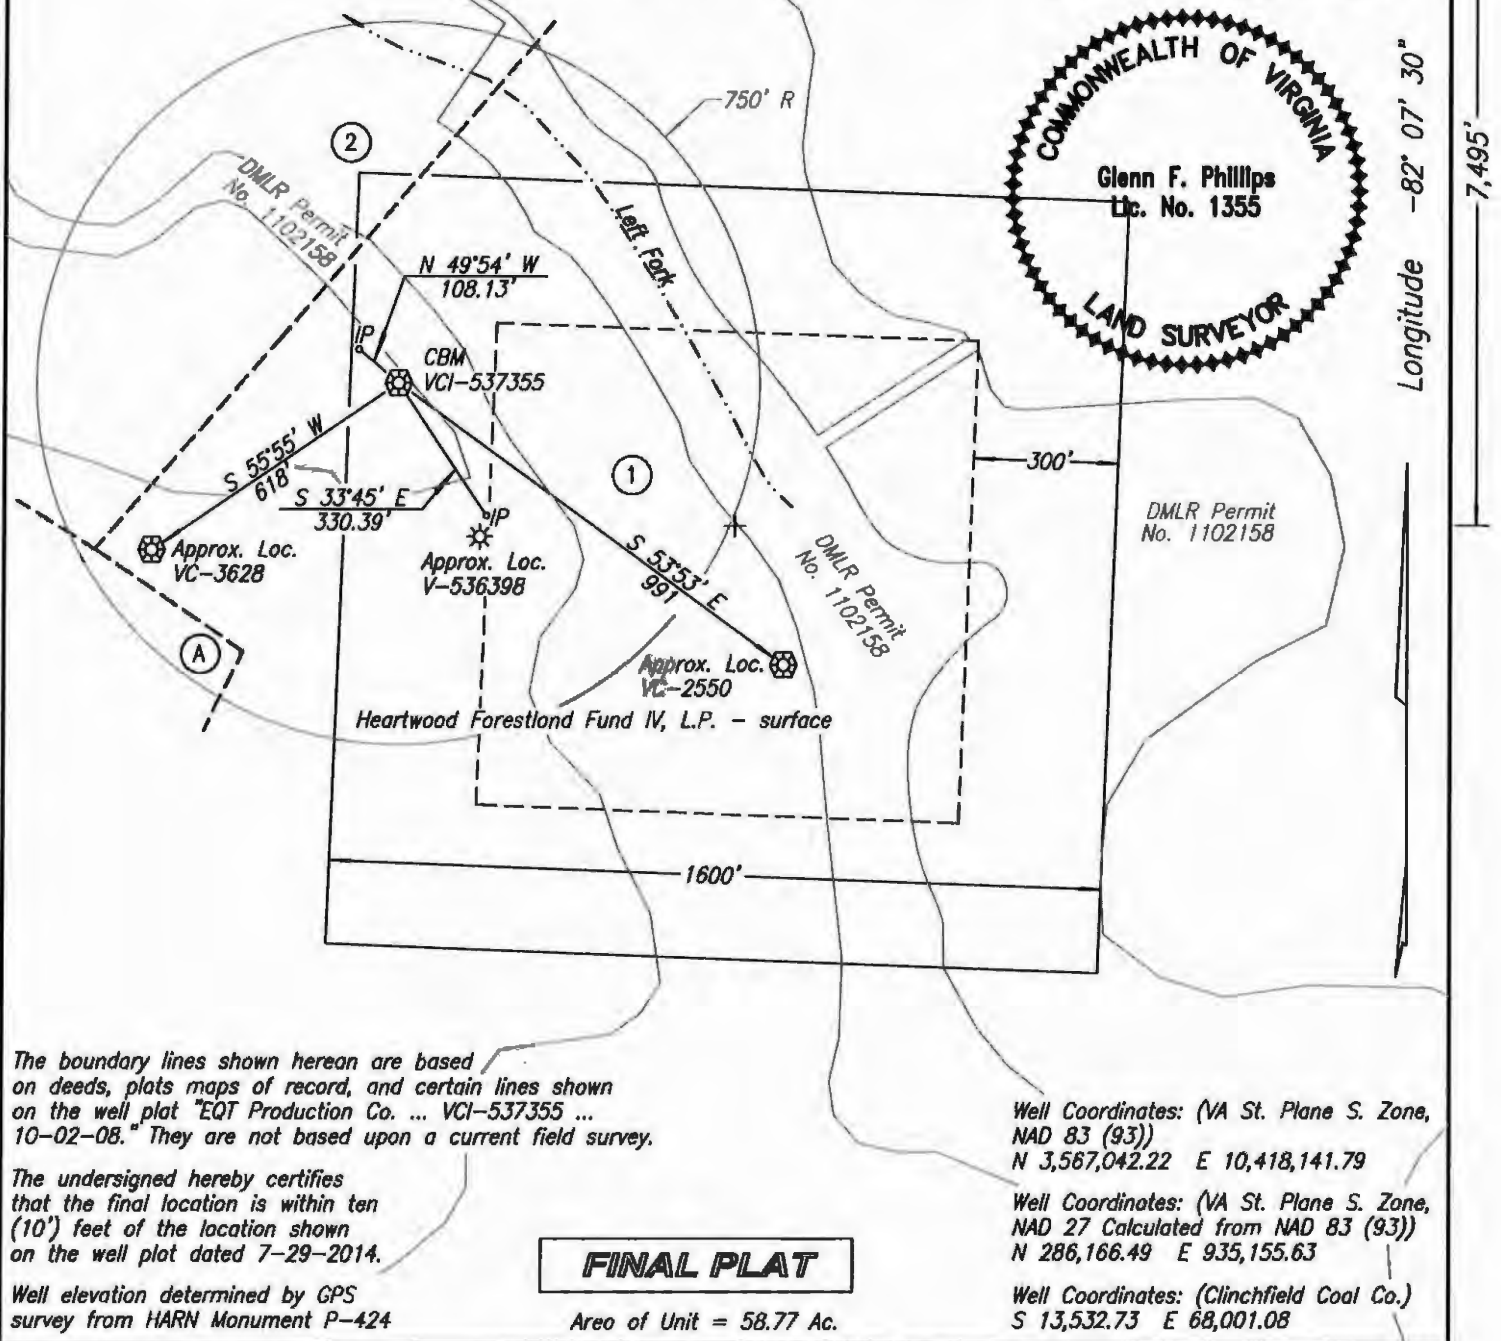 750' R
COMMONWEALTH OF VIRGINIA
Glenn F. Phillips
Lic. No. 1355
LAND SURVEYOR
Longitude -82° 07' 30"
7,495'
2
DMLR Permit
No. 1102158
Left Fork
N 49°54' W
108.13'
IP
CBM
VCI-537355
S 55°55' W
618'
S 33°45' E
330.39'
IP
1
300'
DMLR Permit
No. 1102158
Approx. Loc.
VC-3628
Approx. Loc.
V-536398
S 53°53' E
991'
DMLR Permit
No. 1102158
A
Approx. Loc.
VC-2550
Heartwood Forestland Fund IV, L.P. - surface
1600'
The boundary lines shown hereon are based
on deeds, plats maps of record, and certain lines shown
on the well plat "EQT Production Co. ... VCI-537355 ...
10-02-08." They are not based upon a current field survey.
The undersigned hereby certifies
that the final location is within ten
(10') feet of the location shown
on the well plat dated 7-29-2014.
Well elevation determined by GPS
survey from HARN Monument P-424
FINAL PLAT
Area of Unit = 58.77 Ac.
Well Coordinates: (VA St. Plane S. Zone,
NAD 83 (93))
N 3,567,042.22 E 10,418,141.79
Well Coordinates: (VA St. Plane S. Zone,
NAD 27 Calculated from NAD 83 (93))
N 286,166.49 E 935,155.63
Well Coordinates: (Clinchfield Coal Co.)
S 13,532.73 E 68,001.08